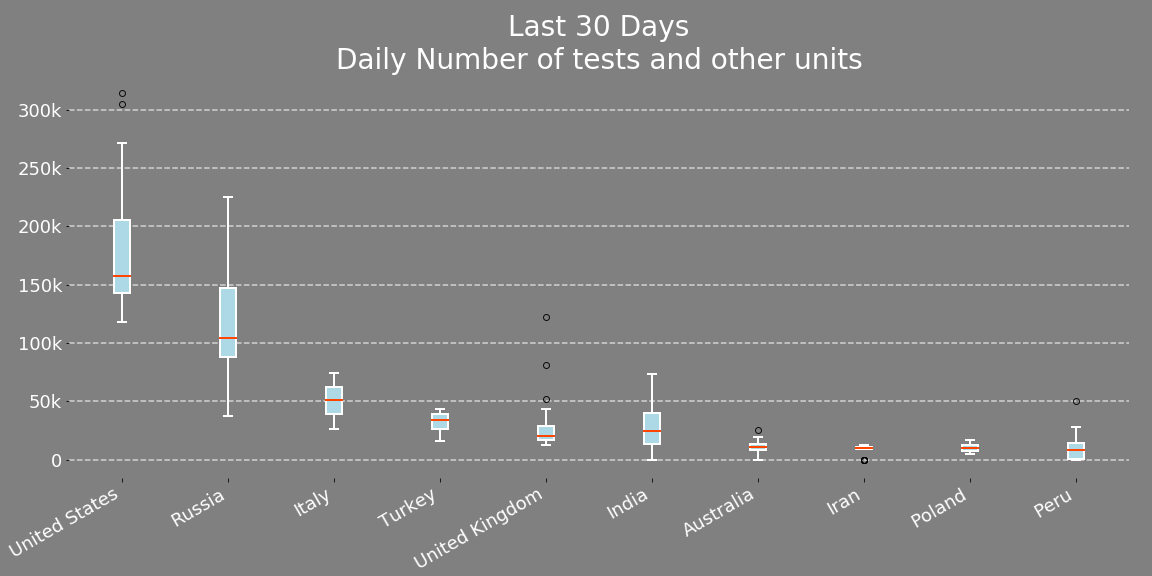 Last 30 Days
Daily Number of tests and other units
300k
250k
200k
150k
100k
50k
0
United States
Russia
Italy
Turkey
United Kingdom
India
Australia
Iran
Poland
Peru